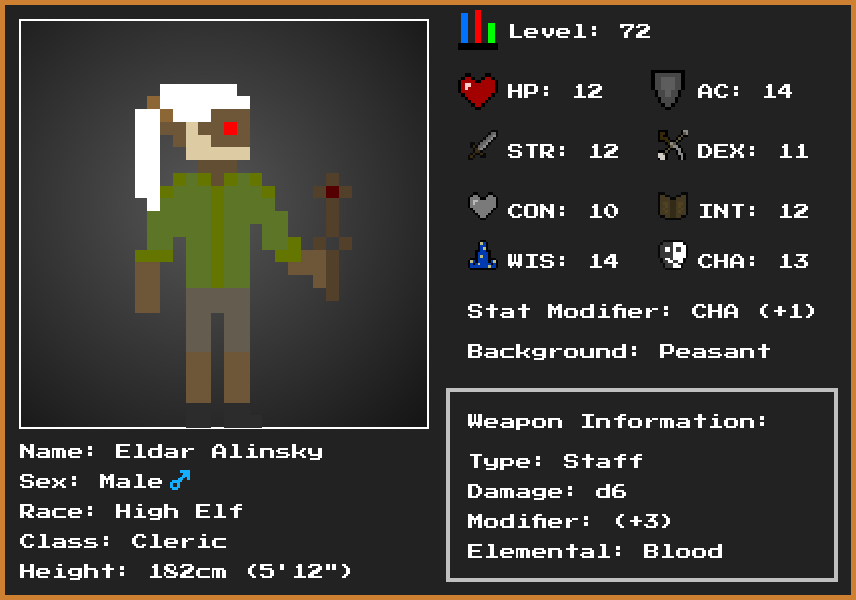 Level: 72
HP: 12
AC: 14
STR: 12
DEX: 11
CON: 10
INT: 12
WIS: 14
CHA: 13
Stat Modifier: CHA (+1)
Background: Peasant
Weapon Information:
Type: Staff
Damage: d6
Modifier: (+3)
Elemental: Blood
Name: Eldar Alinsky
Sex: Male♂
Race: High Elf
Class: Cleric
Height: 182cm (5'12")